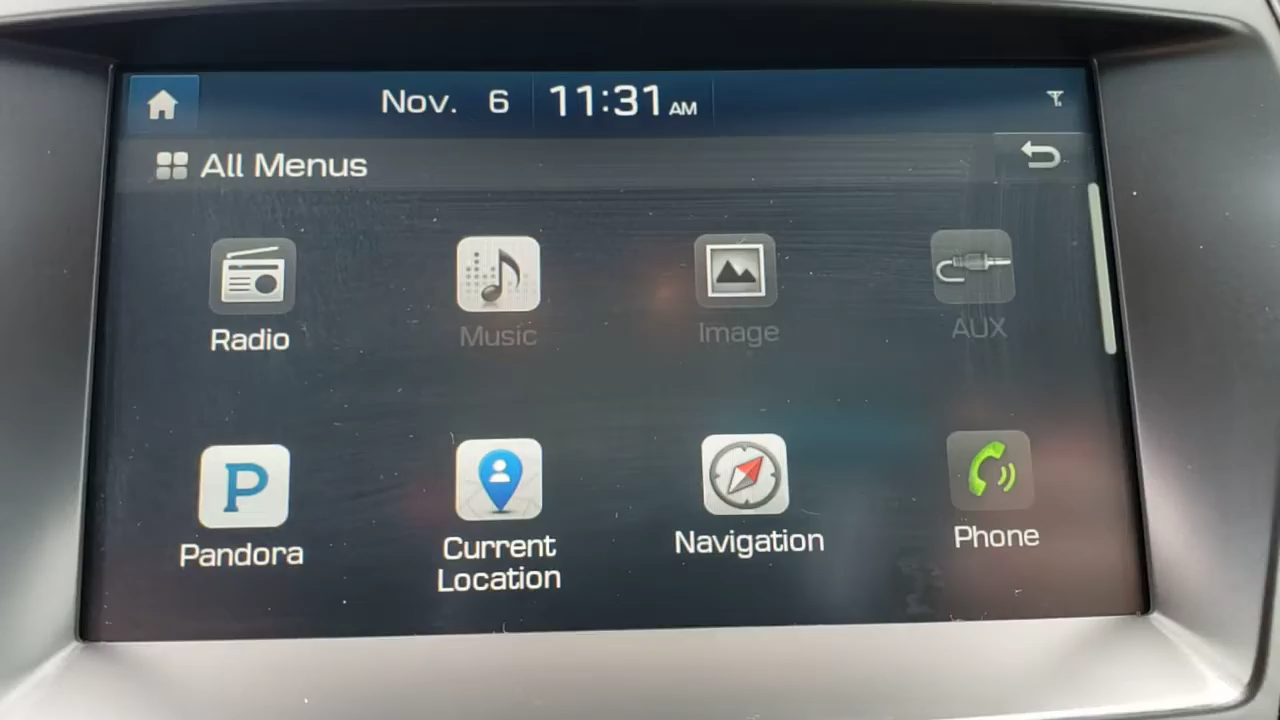 Nov. 6 11:31 AM
All Menus
Radio
Music
Image
AUX
P
Pandora
Current
Location
Navigation
Phone